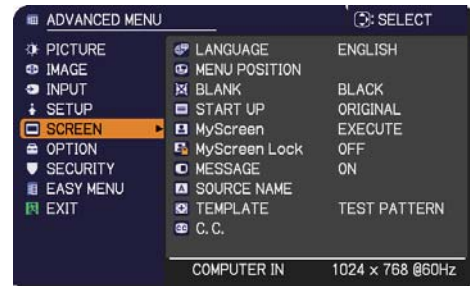 ADVANCED MENU : SELECT
PICTURE
IMAGE
INPUT
SETUP
SCREEN
OPTION
SECURITY
EASY MENU
EXIT
LANGUAGE ENGLISH
MENU POSITION
BLANK BLACK
START UP ORIGINAL
MyScreen EXECUTE
MyScreen Lock OFF
MESSAGE ON
SOURCE NAME
TEMPLATE TEST PATTERN
C. C.
COMPUTER IN 1024 x 768 @60Hz